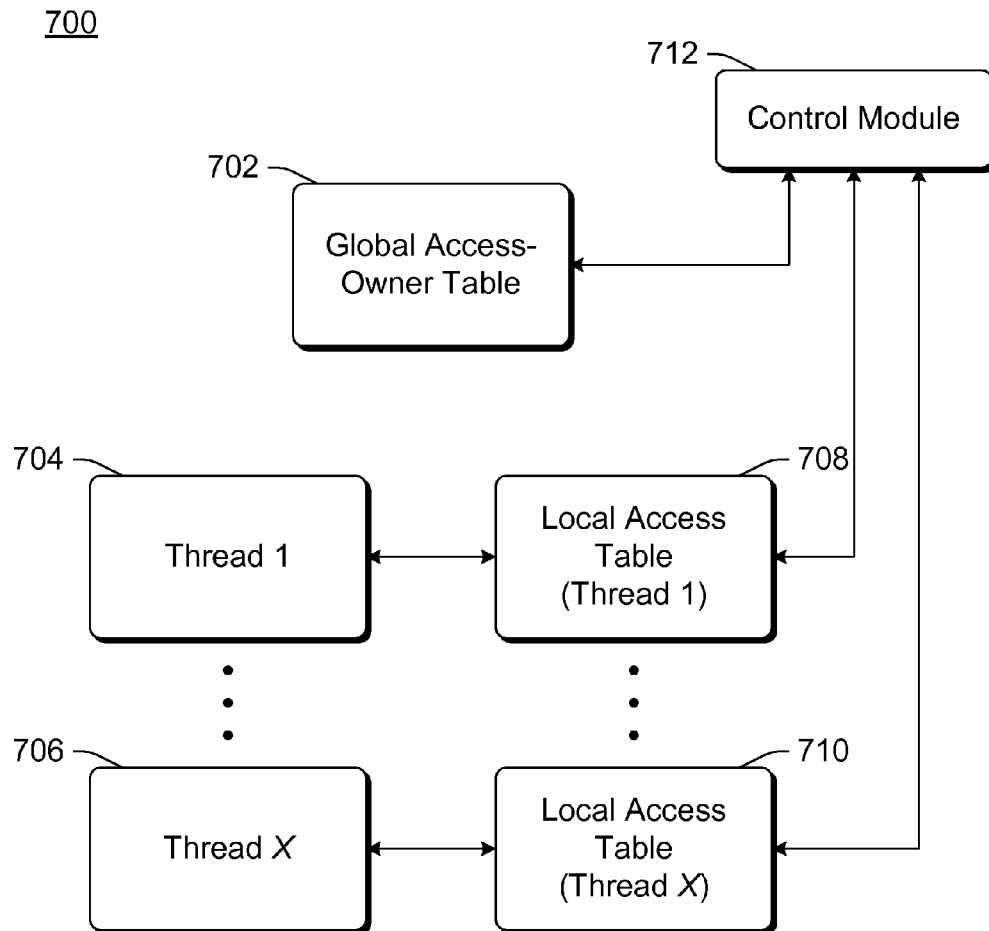 700
712
Control Module
702
Global Access-
Owner Table
704
Thread 1
708
Local Access
Table
(Thread 1)
706
Thread X
710
Local Access
Table
(Thread X)